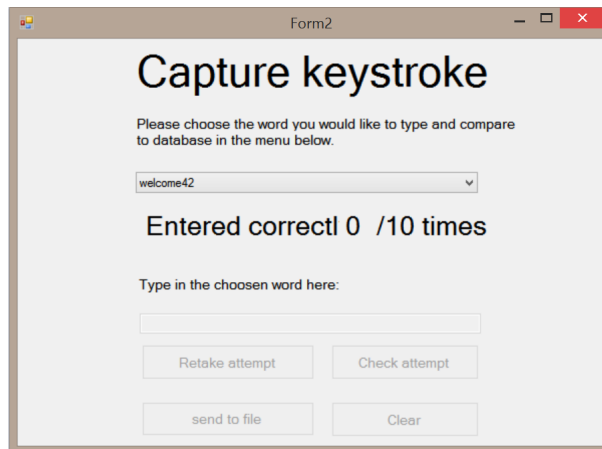 Form2
Capture keystroke
Please choose the word you would like to type and compare
to database in the menu below.
welcome42
Entered correctl 0 /10 times
Type in the choosen word here:
Retake attempt Check attempt
send to file Clear